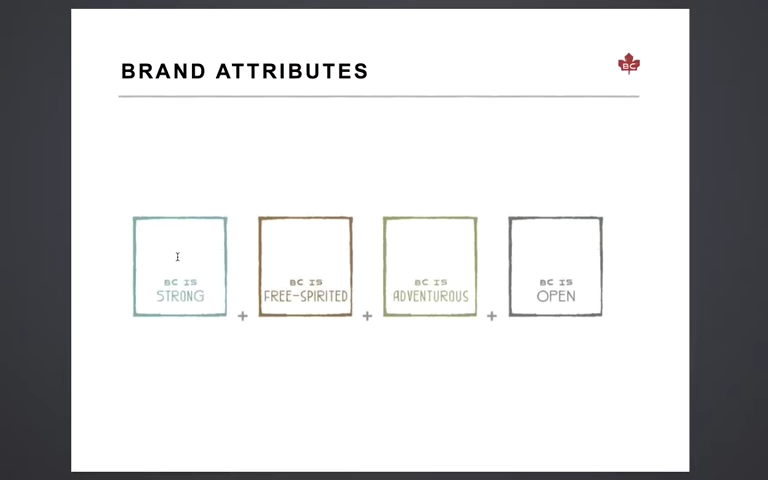 BRAND ATTRIBUTES
BC
BC IS
STRONG
+
BC IS
FREE-SPIRITED
+
BC IS
ADVENTUROUS
+
BC IS
OPEN